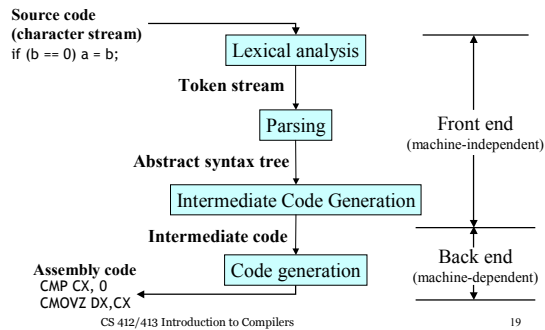 Source code
(character stream)
if (b == 0) a = b;
Lexical analysis
Token stream
Parsing
Front end
(machine-independent)
Abstract syntax tree
Intermediate Code Generation
Intermediate code
Back end
(machine-dependent)
Assembly code
Code generation
CMP CX, 0
CMOVZ DX,CX
CS 412/413 Introduction to Compilers
19